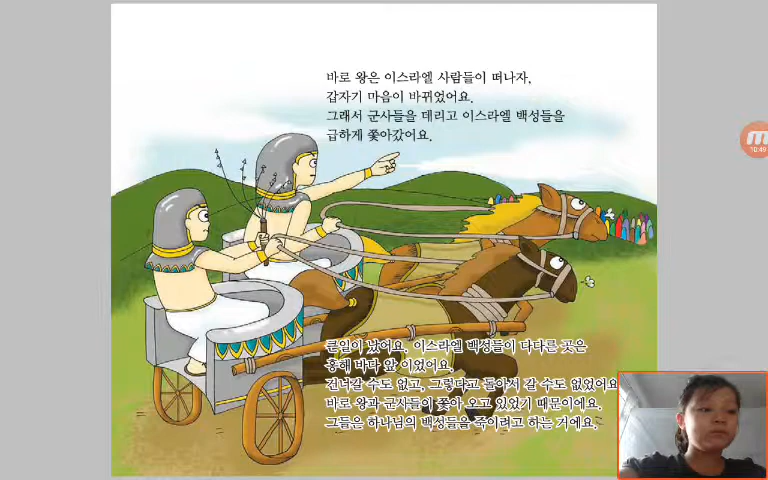 바로 왕은 이스라엘 사람들이 떠나자,
갑자기 마음이 바뀌었어요.
그래서 군사들을 데리고 이스라엘 백성들을
급하게 쫓아갔어요.
큰일이 났어요. 이스라엘 백성들이 다다른 곳은
홍해 바다 앞 이었어요.
건너갈 수도 없고, 그렇다고 돌아서 갈 수도 없었어요
바로 왕과 군사들이 쫓아 오고 있었기 때문이에요.
그들은 하나님의 백성들을 죽이려고 하는 거에요.
10:49